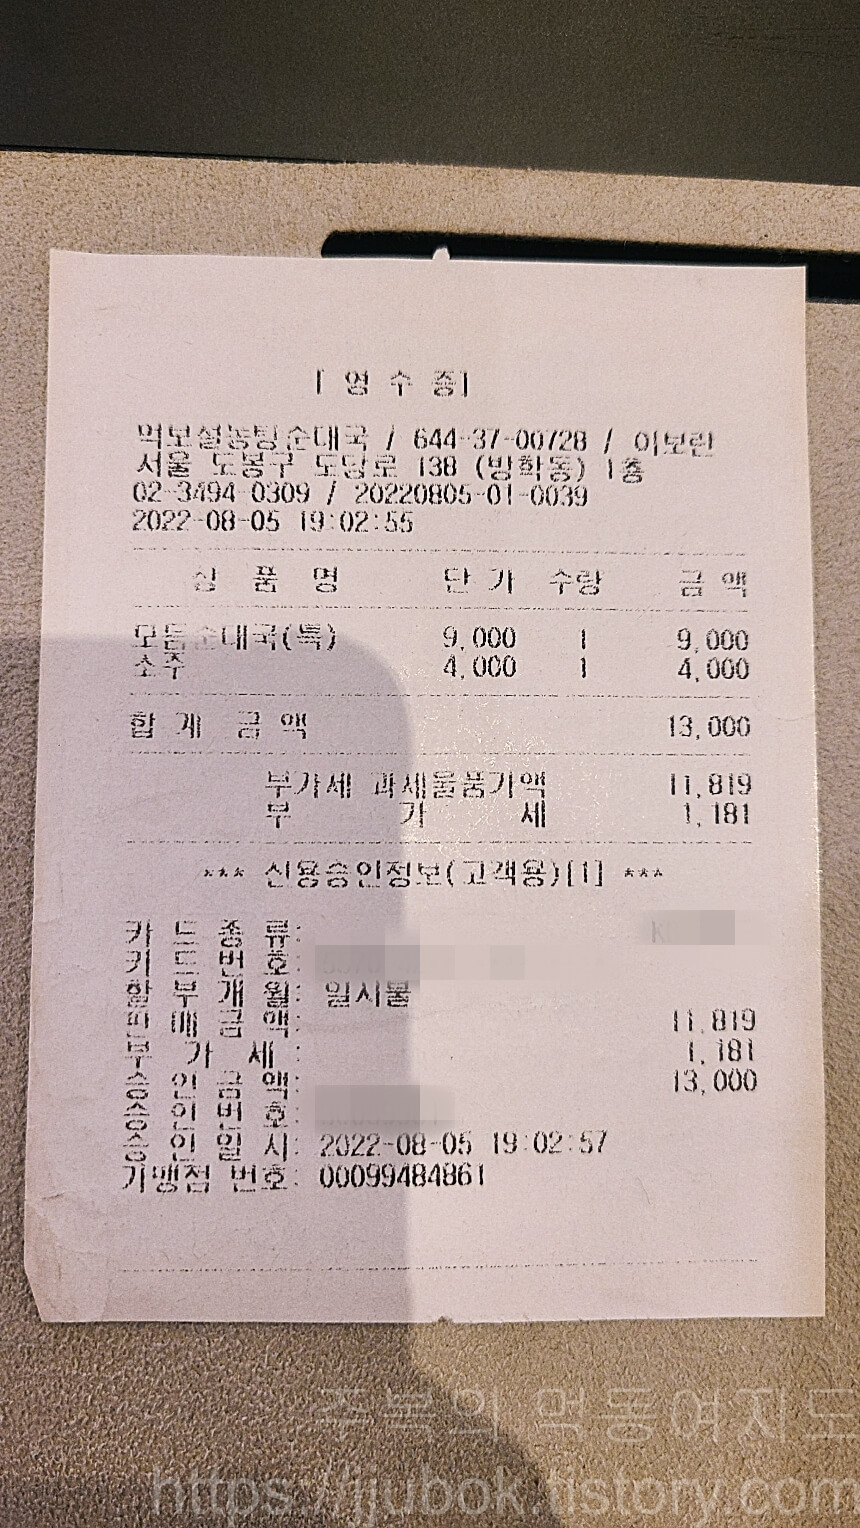 [ 영 수 증]
먹보설농탕순대국 / 644-37-00728 / 이보란
서울 도봉구 도당로 138 (방학동) 1층
02-3494-0309 / 20220805-01-0039
2022-08-05 19:02:55
상 품 명 단 가 수량 금 액
모듬순대국(특) 9,000 1 9,000
소주 4,000 1 4,000
합 계 금 액 13,000
부가세 과세물품가액 11,819
부 가 세 1,181
*** 신용승인정보(고객용)[1] ***
카 드 종 류:
카 드 번 호:
할 부 개 월: 일시불
판 매 금 액: 11,819
부 가 세 : 1,181
승 인 금 액: 13,000
승 인 번 호:
승 인 일 시: 2022-08-05 19:02:57
가맹점 번호: 00099484861
쭈복의 먹동여지도
https://jjubok.tistory.com